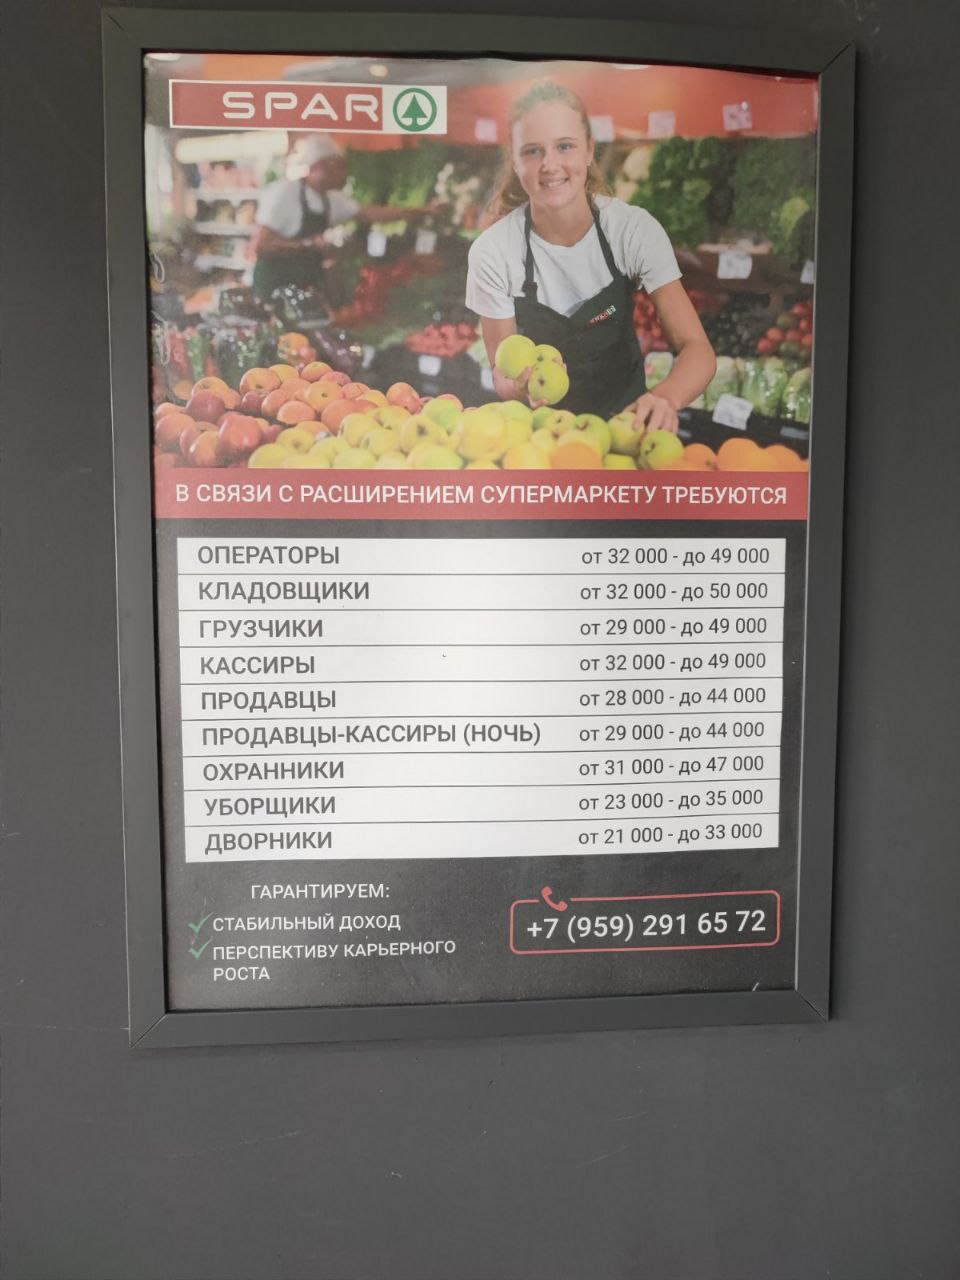 SPAR
В СВЯЗИ С РАСШИРЕНИЕМ СУПЕРМАРКЕТУ ТРЕБУЮТСЯ
ОПЕРАТОРЫ от 32 000 - до 49 000
КЛАДОВЩИКИ от 32 000 - до 50 000
ГРУЗЧИКИ от 29 000 - до 49 000
КАССИРЫ от 32 000 - до 49 000
ПРОДАВЦЫ от 28 000 - до 44 000
ПРОДАВЦЫ-КАССИРЫ (НОЧЬ) от 29 000 - до 44 000
ОХРАННИКИ от 31 000 - до 47 000
УБОРЩИКИ от 23 000 - до 35 000
ДВОРНИКИ от 21 000 - до 33 000
ГАРАНТИРУЕМ:
СТАБИЛЬНЫЙ ДОХОД
ПЕРСПЕКТИВУ КАРЬЕРНОГО
РОСТА
+7 (959) 291 65 72